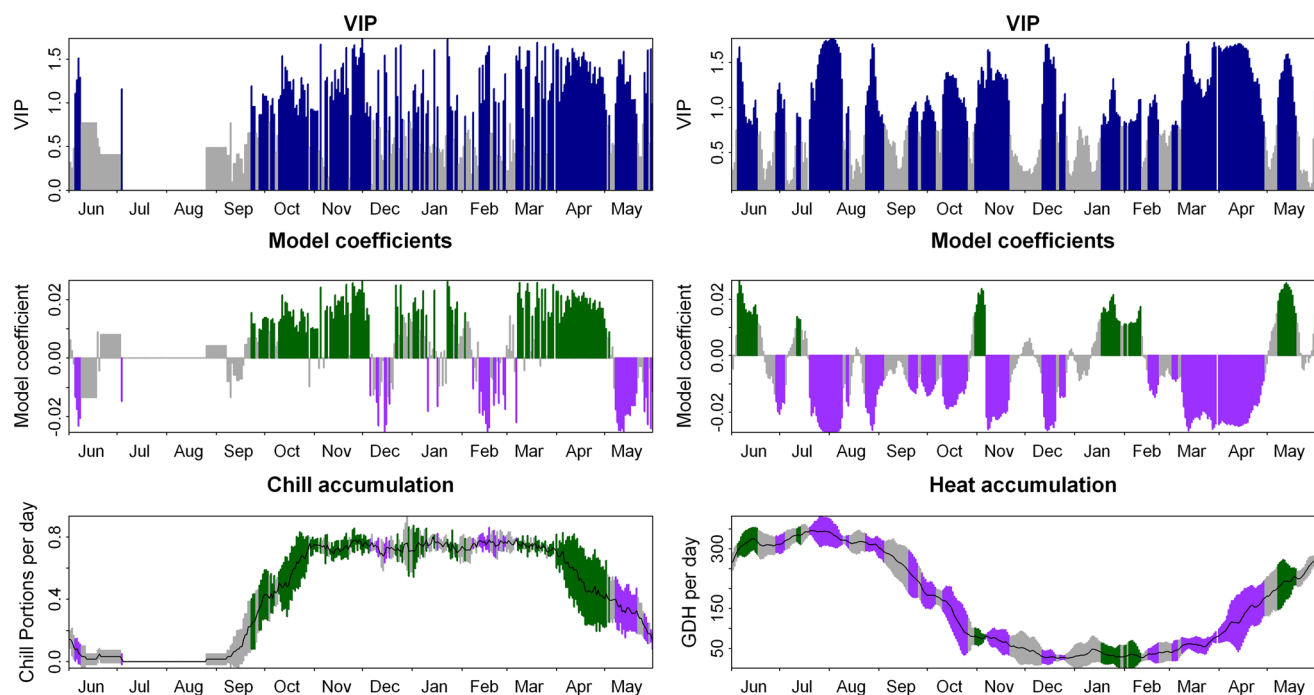 VIP
VIP
0.0 0.5 1.0 1.5
Jun Jul Aug Sep Oct Nov Dec Jan Feb Mar Apr May
VIP
VIP
0.5 1.0 1.5
Jun Jul Aug Sep Oct Nov Dec Jan Feb Mar Apr May
Model coefficients
Model coefficient
-0.02 0.00 0.02
Jun Jul Aug Sep Oct Nov Dec Jan Feb Mar Apr May
Model coefficients
Model coefficient
-0.02 0.00 0.02
Jun Jul Aug Sep Oct Nov Dec Jan Feb Mar Apr May
Chill accumulation
Chill Portions per day
0.0 0.4 0.8
Jun Jul Aug Sep Oct Nov Dec Jan Feb Mar Apr May
Heat accumulation
GDH per day
50 150 300
Jun Jul Aug Sep Oct Nov Dec Jan Feb Mar Apr May